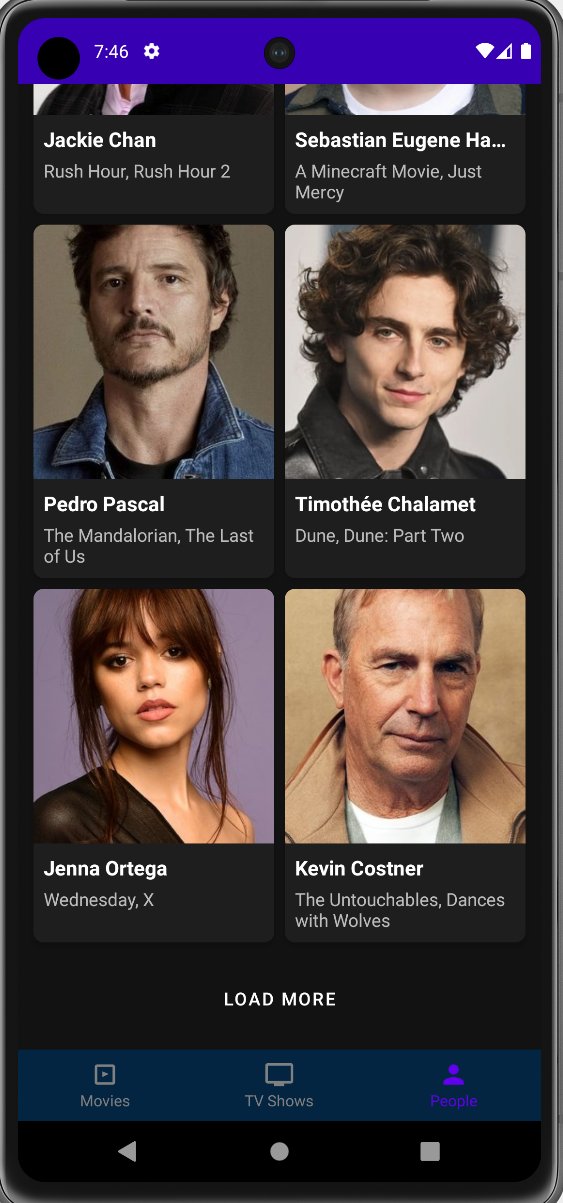 7:46
Jackie Chan
Rush Hour, Rush Hour 2
Sebastian Eugene Ha…
A Minecraft Movie, Just
Mercy
Pedro Pascal
The Mandalorian, The Last
of Us
Timothée Chalamet
Dune, Dune: Part Two
Jenna Ortega
Wednesday, X
Kevin Costner
The Untouchables, Dances
with Wolves
LOAD MORE
Movies
TV Shows
People